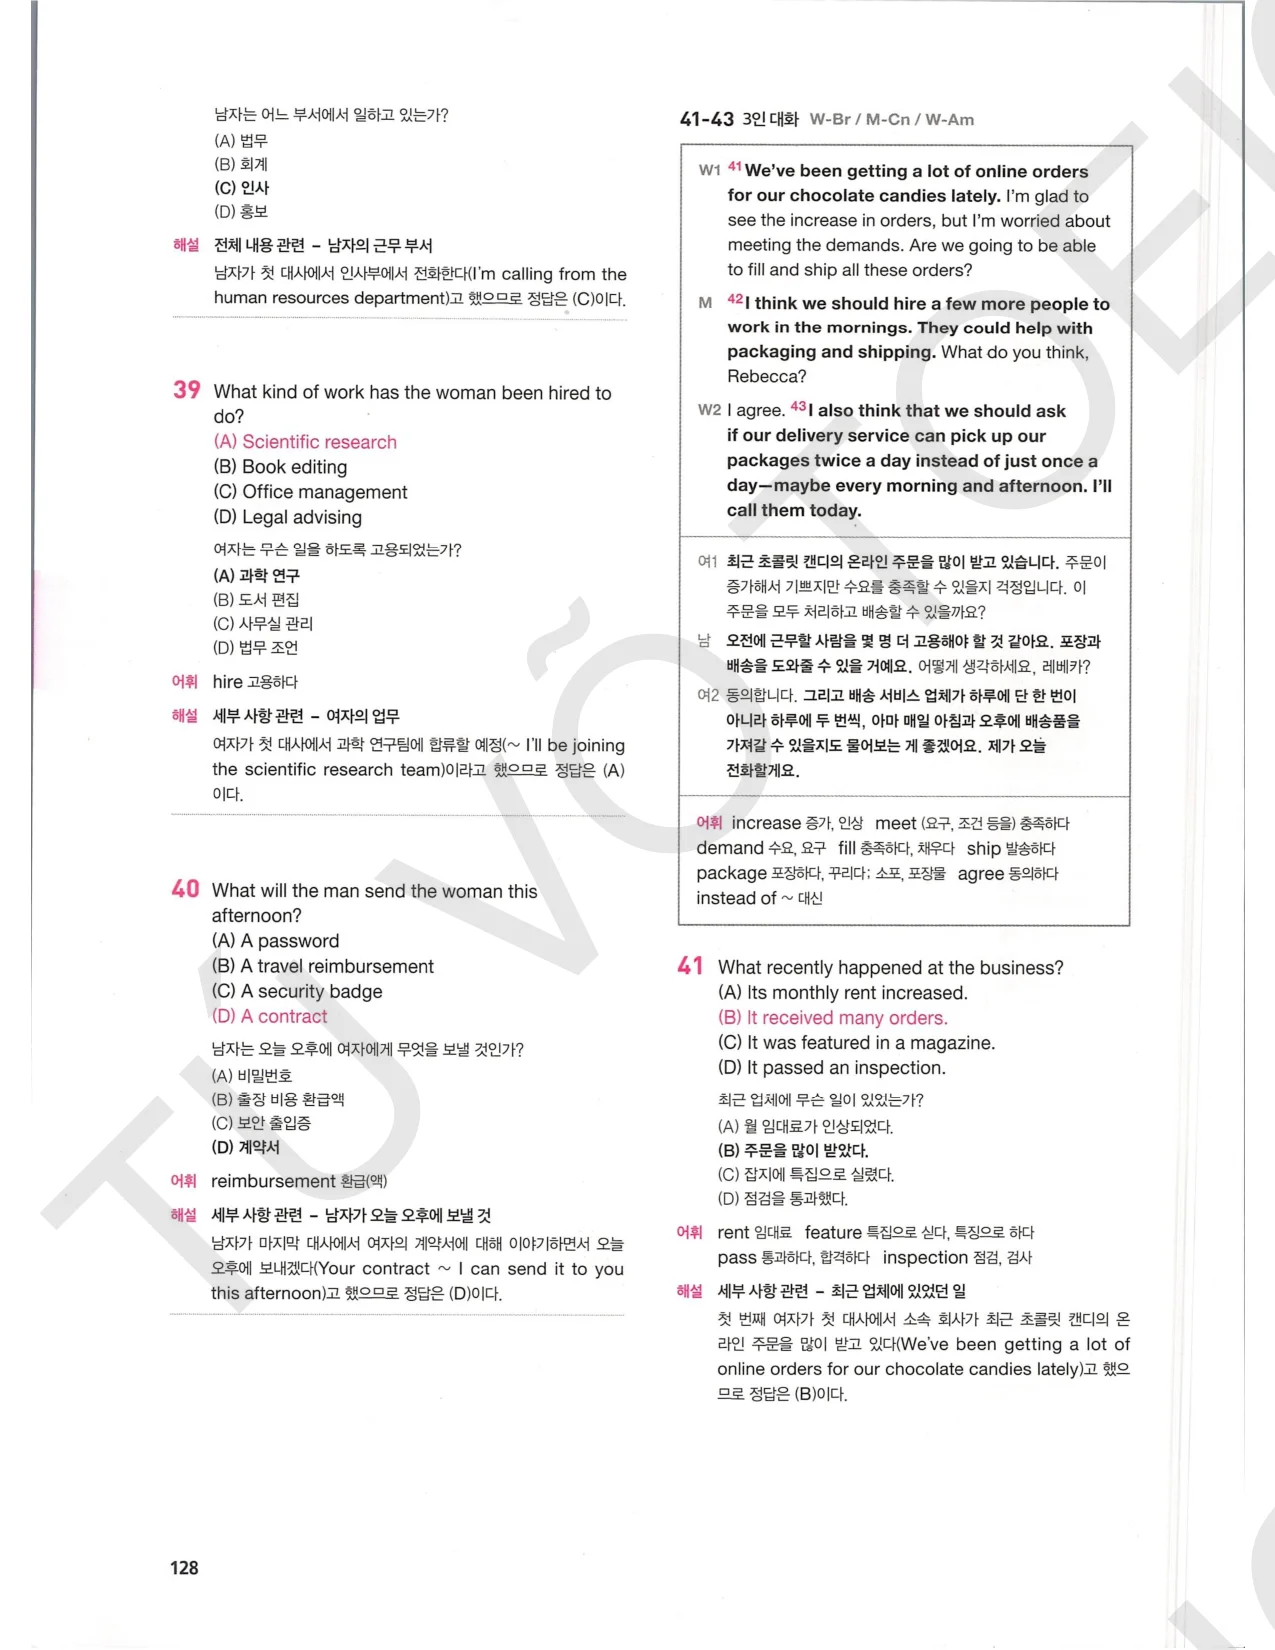 남자는 어느 부서에서 일하고 있는가?
(A) 법무
(B) 회계
(C) 인사
(D) 홍보
해설 전체 내용 관련 – 남자의 근무 부서
남자가 첫 대사에서 인사부에서 전화한다(I'm calling from the
human resources department)고 했으므로 정답은 (C)이다.
39 What kind of work has the woman been hired to
do?
(A) Scientific research
(B) Book editing
(C) Office management
(D) Legal advising
여자는 무슨 일을 하도록 고용되었는가?
(A) 과학 연구
(B) 도서 편집
(C) 사무실 관리
(D) 법무 조언
어휘 hire 고용하다
해설 세부 사항 관련 – 여자의 업무
여자가 첫 대사에서 과학 연구팀에 합류할 예정(~ I'll be joining
the scientific research team)이라고 했으므로 정답은 (A)
이다.
40 What will the man send the woman this
afternoon?
(A) A password
(B) A travel reimbursement
(C) A security badge
(D) A contract
남자는 오늘 오후에 여자에게 무엇을 보낼 것인가?
(A) 비밀번호
(B) 출장 비용 환급액
(C) 보안 출입증
(D) 계약서
어휘 reimbursement 환급(액)
해설 세부 사항 관련 – 남자가 오늘 오후에 보낼 것
남자가 마지막 대사에서 여자의 계약서에 대해 이야기하면서 오늘
오후에 보내겠다(Your contract ~ I can send it to you
this afternoon)고 했으므로 정답은 (D)이다.
128
41-43 3인 대화 W-Br / M-Cn / W-Am
W1 41We've been getting a lot of online orders
for our chocolate candies lately. I'm glad to
see the increase in orders, but I'm worried about
meeting the demands. Are we going to be able
to fill and ship all these orders?
M 42I think we should hire a few more people to
work in the mornings. They could help with
packaging and shipping. What do you think,
Rebecca?
W2 I agree. 43I also think that we should ask
if our delivery service can pick up our
packages twice a day instead of just once a
day—maybe every morning and afternoon. I'll
call them today.
여1 최근 초콜릿 캔디의 온라인 주문을 많이 받고 있습니다. 주문이
증가해서 기쁘지만 수요를 충족할 수 있을지 걱정입니다. 이
주문을 모두 처리하고 배송할 수 있을까요?
남 오전에 근무할 사람을 몇 명 더 고용해야 할 것 같아요. 포장과
배송을 도와줄 수 있을 거예요. 어떻게 생각하세요, 레베카?
여2 동의합니다. 그리고 배송 서비스 업체가 하루에 단 한 번이
아니라 하루에 두 번씩, 아마 매일 아침과 오후에 배송품을
가져갈 수 있을지도 물어보는 게 좋겠어요. 제가 오늘
전화할게요.
어휘 increase 증가, 인상 meet (요구, 조건 등을) 충족하다
demand 수요, 요구 fill 충족하다, 채우다 ship 발송하다
package 포장하다, 꾸리다; 소포, 포장물 agree 동의하다
instead of ~ 대신
41 What recently happened at the business?
(A) Its monthly rent increased.
(B) It received many orders.
(C) It was featured in a magazine.
(D) It passed an inspection.
최근 업체에 무슨 일이 있었는가?
(A) 월 임대료가 인상되었다.
(B) 주문을 많이 받았다.
(C) 잡지에 특집으로 실렸다.
(D) 점검을 통과했다.
어휘 rent 임대료 feature 특집으로 싣다, 특징으로 하다
pass 통과하다, 합격하다 inspection 점검, 검사
해설 세부 사항 관련 – 최근 업체에 있었던 일
첫 번째 여자가 첫 대사에서 소속 회사가 최근 초콜릿 캔디의 온
라인 주문을 많이 받고 있다(We've been getting a lot of
online orders for our chocolate candies lately)고 했으
므로 정답은 (B)이다.
TÚ VÕ TOEIC